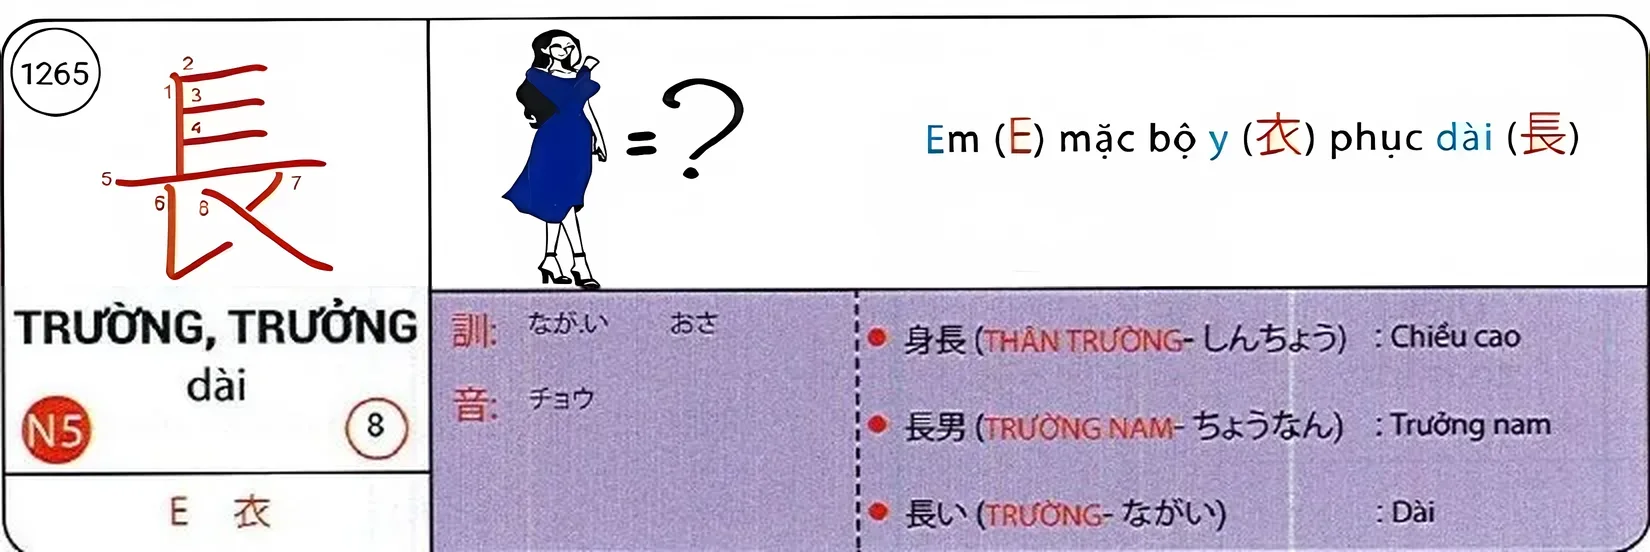 1265
長
1
2
3
4
5
6
7
8
= ?
Em (E) mặc bộ y (衣) phục dài (長)
TRƯỜNG, TRƯỞNG
dài
N5
8
E 衣
訓: なが.い おさ
音: チョウ
身長 (THÂN TRƯỜNG- しんちょう) : Chiều cao
長男 (TRƯỜNG NAM- ちょうなん) : Trưởng nam
長い (TRƯỜNG- ながい) : Dài